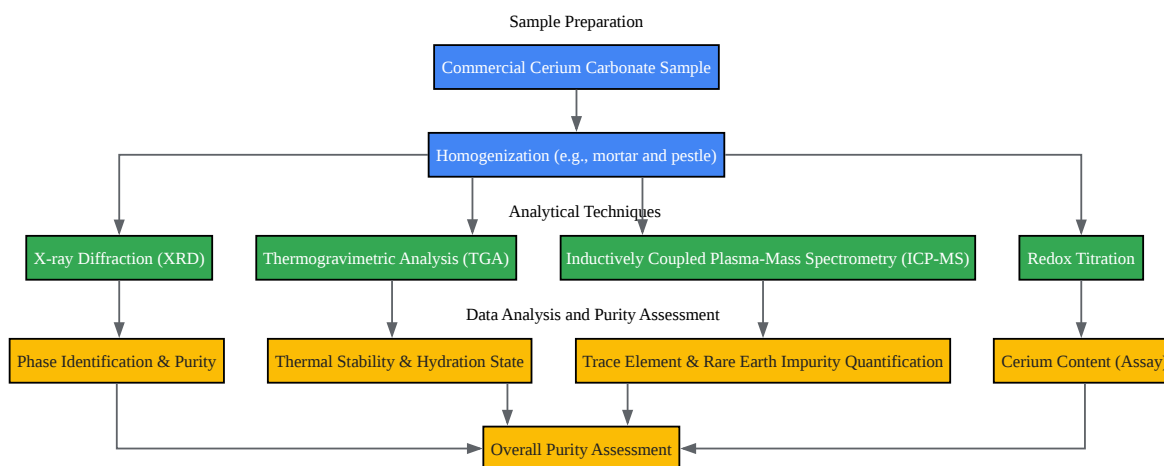 Sample Preparation
Commercial Cerium Carbonate Sample
Homogenization (e.g., mortar and pestle)
Analytical Techniques
X-ray Diffraction (XRD)
Thermogravimetric Analysis (TGA)
Inductively Coupled Plasma-Mass Spectrometry (ICP-MS)
Redox Titration
Data Analysis and Purity Assessment
Phase Identification & Purity
Thermal Stability & Hydration State
Trace Element & Rare Earth Impurity Quantification
Cerium Content (Assay)
Overall Purity Assessment